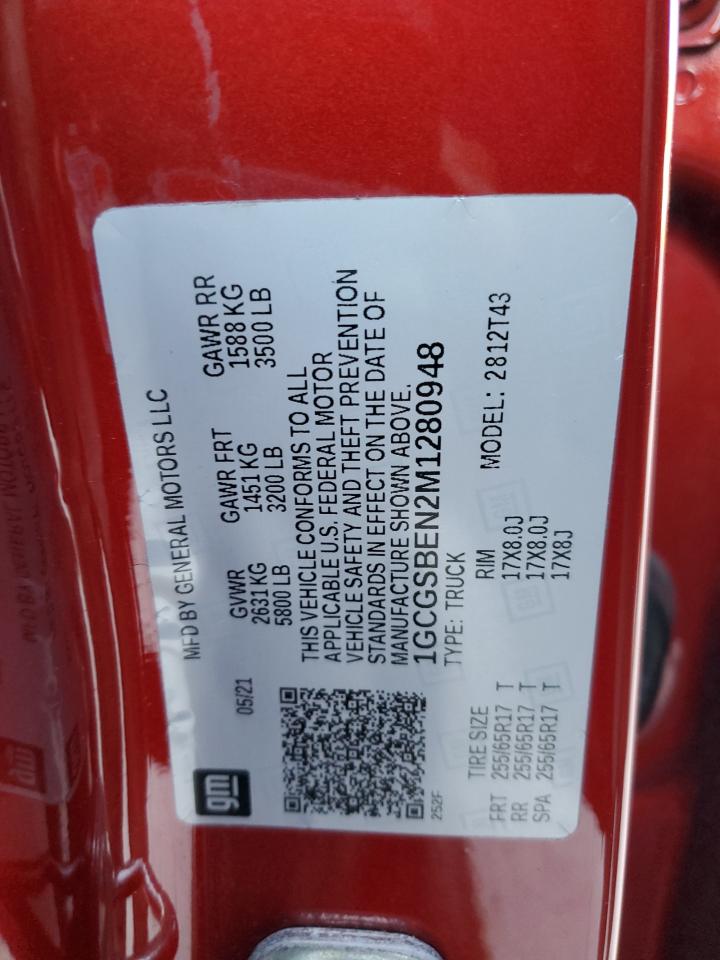 MFD BY GENERAL MOTORS LLC
gm
05/21
GVWR GAWR FRT GAWR RR
2631 KG 1451 KG 1588 KG
5800 LB 3200 LB 3500 LB
THIS VEHICLE CONFORMS TO ALL
APPLICABLE U.S. FEDERAL MOTOR
VEHICLE SAFETY AND THEFT PREVENTION
STANDARDS IN EFFECT ON THE DATE OF
MANUFACTURE SHOWN ABOVE.
1GCGSBEN2M1280948
252F
TYPE: TRUCK
TIRE SIZE RIM MODEL: 2812T43
FRT 255/65R17 T 17X8.0J
RR 255/65R17 T 17X8.0J
SPA 255/65R17 T 17X8J